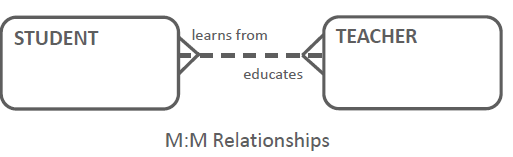 STUDENT
learns from
TEACHER
educates
M:M Relationships